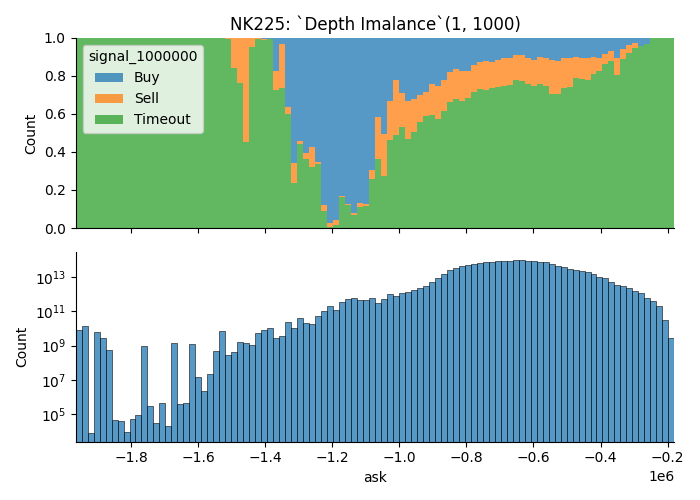 NK225: `Depth Imalance`(1, 1000)
1.0
0.8
0.6
0.4
0.2
0.0
Count
signal_1000000
Buy
Sell
Timeout
10^13
10^11
10^9
10^7
10^5
Count
−1.8 −1.6 −1.4 −1.2 −1.0 −0.8 −0.6 −0.4 −0.2
1e6
ask